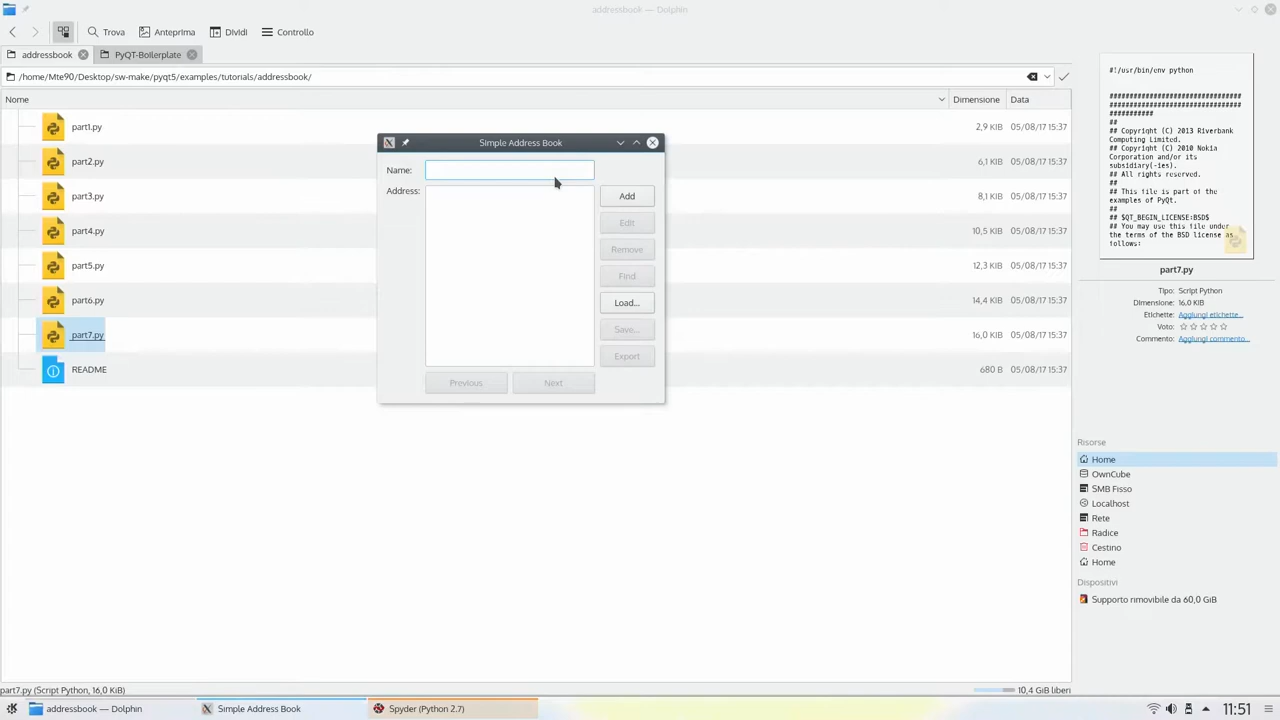 addressbook — Dolphin
Trova
Anteprima
Dividi
Controllo
addressbook
PyQT-Boilerplate
/home/Mte90/Desktop/sw-make/pyqt5/examples/tutorials/addressbook/
Nome
Dimensione
Data
part1.py
2,9 KiB
05/08/17 15:37
part2.py
6,1 KiB
05/08/17 15:37
part3.py
8,1 KiB
05/08/17 15:37
part4.py
10,5 KiB
05/08/17 15:37
part5.py
12,3 KiB
05/08/17 15:37
part6.py
14,4 KiB
05/08/17 15:37
part7.py
16,0 KiB
05/08/17 15:37
README
680 B
05/08/17 15:37
Simple Address Book
Name:
Address:
Add
Edit
Remove
Find
Load...
Save...
Export
Previous
Next
#!/usr/bin/env python
##################################
##################################
###########
##
## Copyright (C) 2013 Riverbank
Computing Limited.
## Copyright (C) 2010 Nokia
Corporation and/or its
subsidiary(-ies).
## All rights reserved.
##
## This file is part of the
examples of PyQt.
##
## $QT_BEGIN_LICENSE:BSD$
## You may use this file under
the terms of the BSD license as
follows:
part7.py
Tipo: Script Python
Dimensione: 16,0 KiB
Etichette: Aggiungi etichette...
Voto:
Commento: Aggiungi commento...
Risorse
Home
OwnCube
SMB Fisso
Localhost
Rete
Radice
Cestino
Home
Dispositivi
Supporto rimovibile da 60,0 GiB
part7.py (Script Python, 16,0 KiB)
10,4 GiB liberi
addressbook — Dolphin
Simple Address Book
Spyder (Python 2.7)
11:51